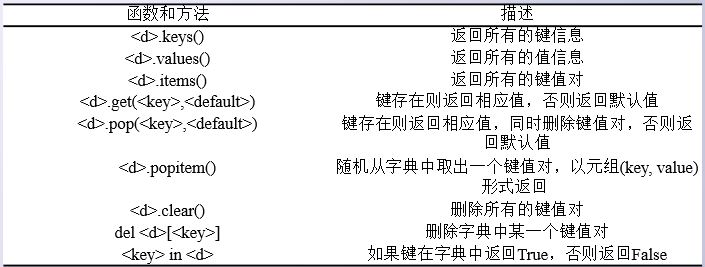 函数和方法 描述
<d>.keys() 返回所有的键信息
<d>.values() 返回所有的值信息
<d>.items() 返回所有的键值对
<d>.get(<key>,<default>) 键存在则返回相应值，否则返回默认值
<d>.pop(<key>,<default>) 键存在则返回相应值，同时删除键值对，否则返
回默认值
<d>.popitem() 随机从字典中取出一个键值对，以元组(key, value)
形式返回
<d>.clear() 删除所有的键值对
del <d>[<key>] 删除字典中某一个键值对
<key> in <d> 如果键在字典中返回True，否则返回False